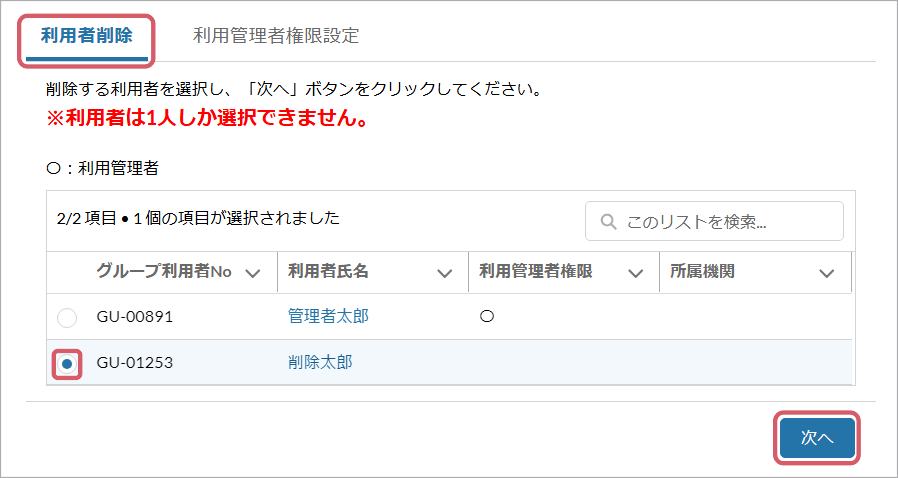 利用者削除 利用管理者権限設定
削除する利用者を選択し、「次へ」ボタンをクリックしてください。
※利用者は1人しか選択できません。
〇：利用管理者
2/2 項目 • 1 個の項目が選択されました このリストを検索...
グループ利用者No 利用者氏名 利用管理者権限 所属機関
GU-00891 管理者太郎 〇
GU-01253 削除太郎
次へ